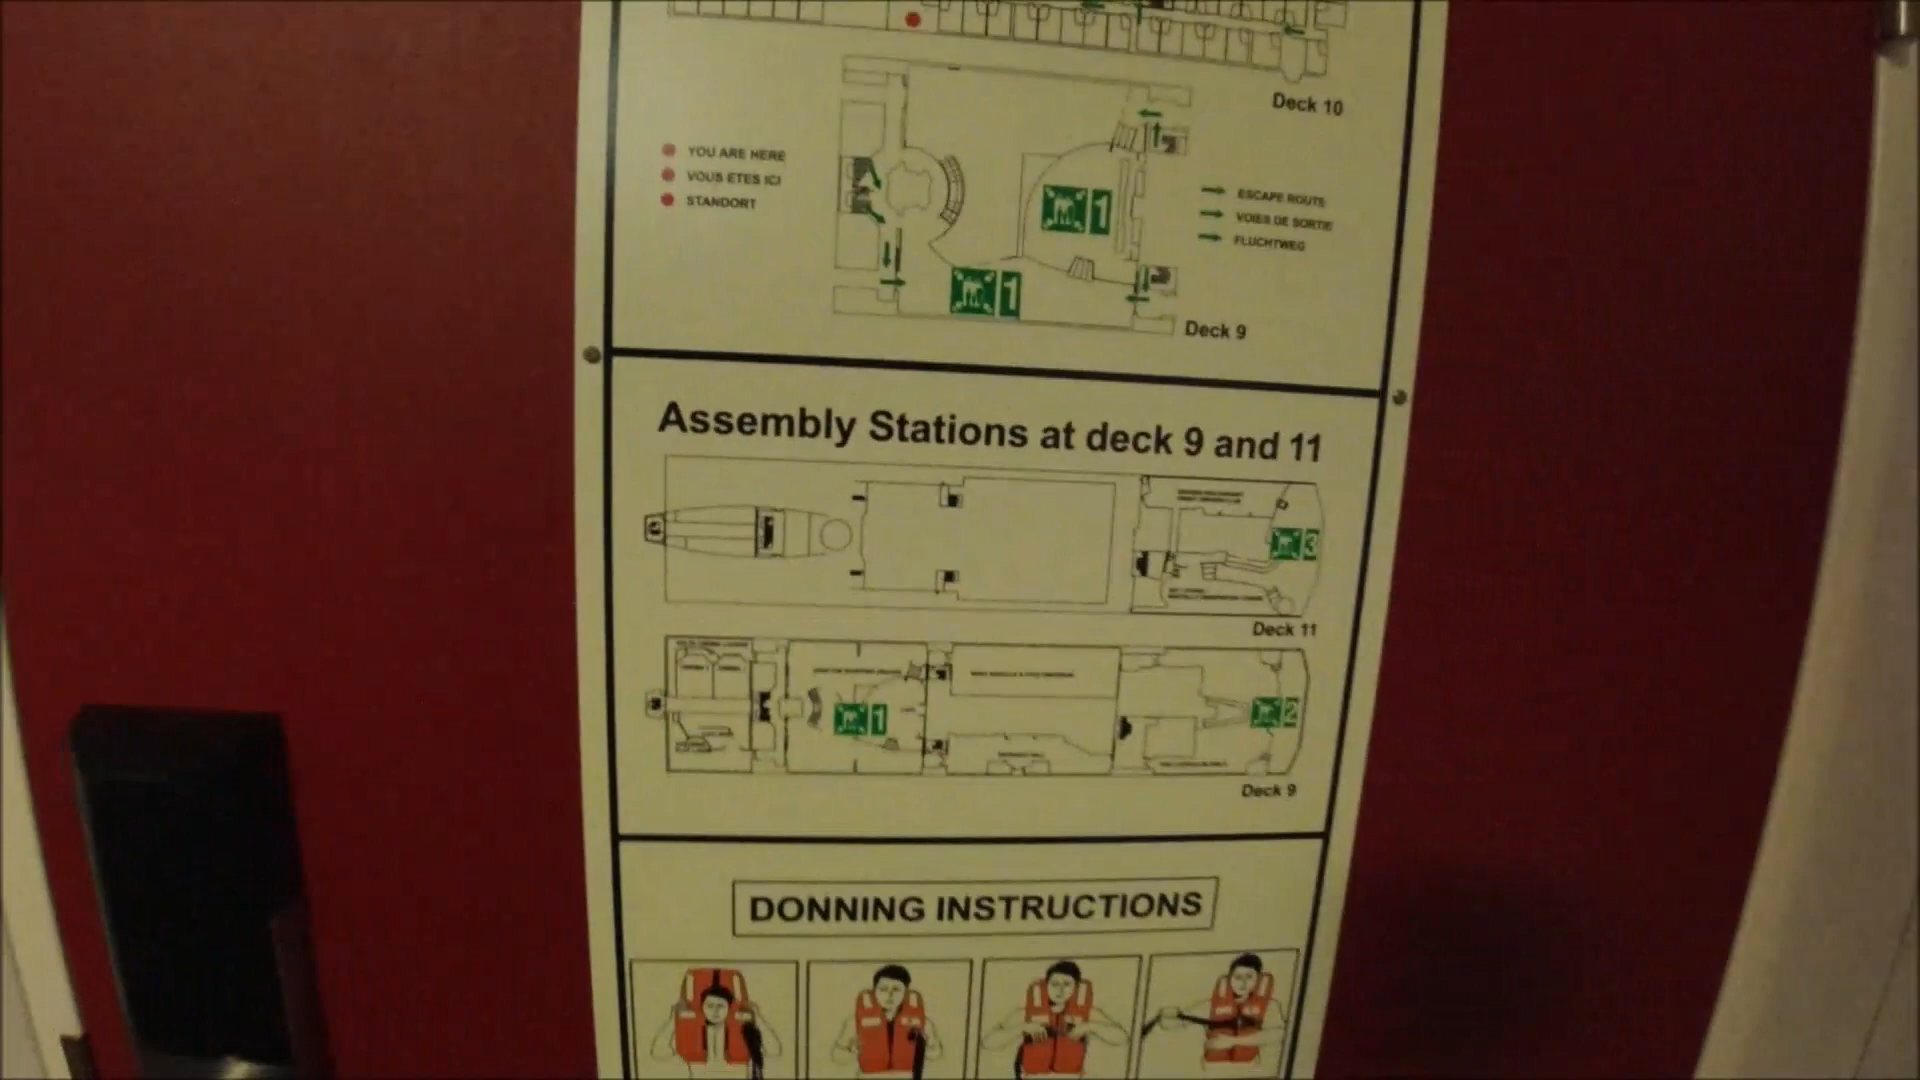 Deck 10
YOU ARE HERE
VOUS ETES ICI
STANDORT
1
ESCAPE ROUTE
VOIES DE SORTIE
FLUCHTWEG
1
Deck 9
Assembly Stations at deck 9 and 11
3
Deck 11
1
2
Deck 9
DONNING INSTRUCTIONS